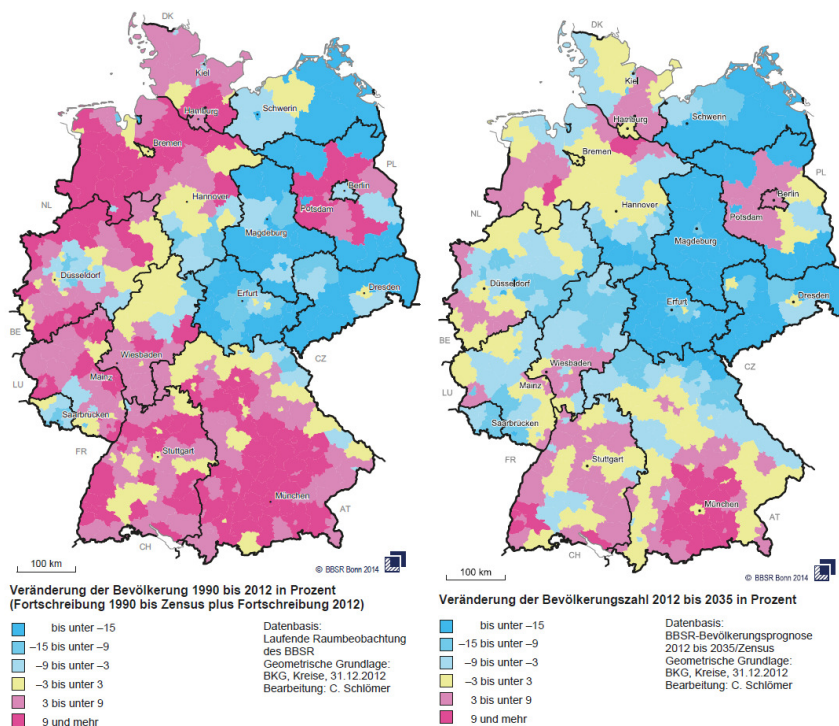 DK
Kiel
Hamburg
Schwerin
Bremen
PL
NL
Hannover
Berlin
Potsdam
Magdeburg
Düsseldorf
Erfurt
Dresden
BE
Wiesbaden
CZ
LU
Mainz
Saarbrücken
FR
Stuttgart
München
AT
CH
100 km
© BBSR Bonn 2014
Veränderung der Bevölkerung 1990 bis 2012 in Prozent
(Fortschreibung 1990 bis Zensus plus Fortschreibung 2012)
bis unter –15
–15 bis unter –9
–9 bis unter –3
–3 bis unter 3
3 bis unter 9
9 und mehr
Datenbasis:
Laufende Raumbeobachtung
des BBSR
Geometrische Grundlage:
BKG, Kreise, 31.12.2012
Bearbeitung: C. Schlömer
DK
Kiel
Hamburg
Schwerin
Bremen
PL
NL
Hannover
Berlin
Potsdam
Magdeburg
Düsseldorf
Erfurt
Dresden
BE
Wiesbaden
CZ
LU
Mainz
Saarbrücken
FR
Stuttgart
München
AT
CH
100 km
© BBSR Bonn 2014
Veränderung der Bevölkerungszahl 2012 bis 2035 in Prozent
bis unter –15
–15 bis unter –9
–9 bis unter –3
–3 bis unter 3
3 bis unter 9
9 und mehr
Datenbasis:
BBSR-Bevölkerungsprognose
2012 bis 2035/Zensus
Geometrische Grundlage:
BKG, Kreise, 31.12.2012
Bearbeitung: C. Schlömer